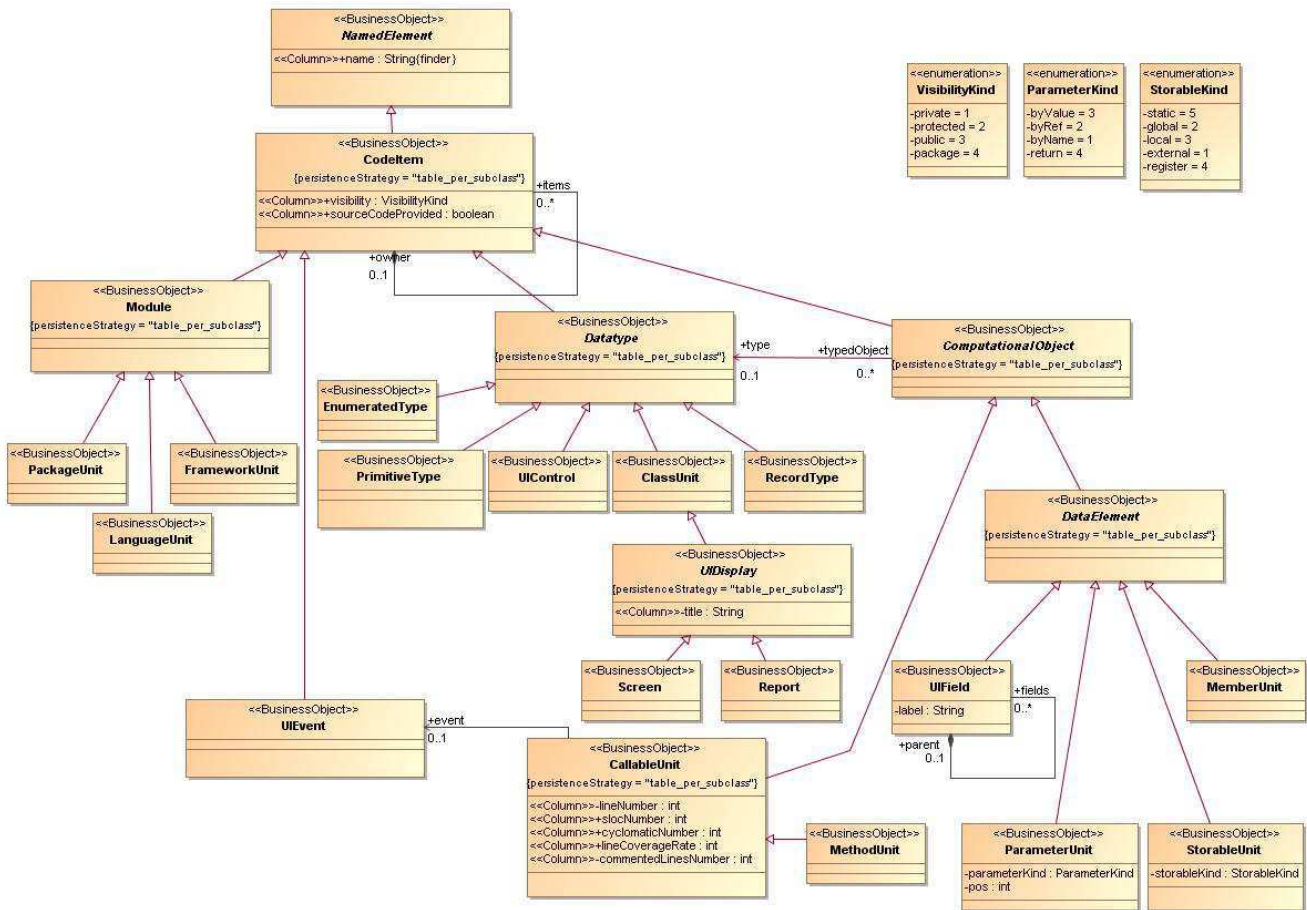 <<BusinessObject>>
NamedElement
<<Column>>+name : String{finder}
<<enumeration>>
VisibilityKind
-private = 1
-protected = 2
-public = 3
-package = 4
<<enumeration>>
ParameterKind
-byValue = 3
-byRef = 2
-byName = 1
-return = 4
<<enumeration>>
StorableKind
-static = 5
-global = 2
-local = 3
-external = 1
-register = 4
<<BusinessObject>>
CodeItem
{persistenceStrategy = "table_per_subclass"}
<<Column>>+visibility : VisibilityKind
<<Column>>+sourceCodeProvided : boolean
+items
0..*
+owner
0..1
<<BusinessObject>>
Module
{persistenceStrategy = "table_per_subclass"}
<<BusinessObject>>
Datatype
{persistenceStrategy = "table_per_subclass"}
+type
0..1
+typedObject
0..*
<<BusinessObject>>
ComputationalObject
{persistenceStrategy = "table_per_subclass"}
<<BusinessObject>>
EnumeratedType
<<BusinessObject>>
PackageUnit
<<BusinessObject>>
FrameworkUnit
<<BusinessObject>>
LanguageUnit
<<BusinessObject>>
PrimitiveType
<<BusinessObject>>
UIControl
<<BusinessObject>>
ClassUnit
<<BusinessObject>>
RecordType
<<BusinessObject>>
DataElement
{persistenceStrategy = "table_per_subclass"}
<<BusinessObject>>
UIDisplay
{persistenceStrategy = "table_per_subclass"}
<<Column>>-title : String
<<BusinessObject>>
Screen
<<BusinessObject>>
Report
<<BusinessObject>>
UIField
-label : String
+fields
0..*
+parent
0..1
<<BusinessObject>>
MemberUnit
<<BusinessObject>>
UIEvent
+event
0..1
<<BusinessObject>>
CallableUnit
{persistenceStrategy = "table_per_subclass"}
<<Column>>-lineNumber : int
<<Column>>+slocNumber : int
<<Column>>+cyclomaticNumber : int
<<Column>>+lineCoverageRate : int
<<Column>>-commentedLinesNumber : int
<<BusinessObject>>
MethodUnit
<<BusinessObject>>
ParameterUnit
-parameterKind : ParameterKind
-pos : int
<<BusinessObject>>
StorableUnit
-storableKind : StorableKind